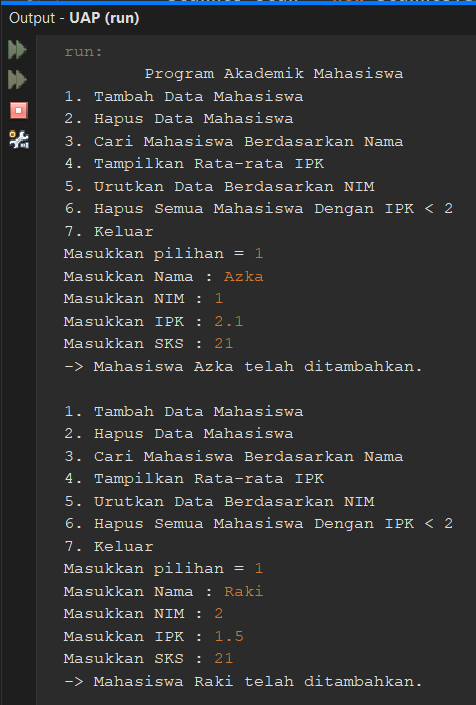 Output - UAP (run)
run:
Program Akademik Mahasiswa
1. Tambah Data Mahasiswa
2. Hapus Data Mahasiswa
3. Cari Mahasiswa Berdasarkan Nama
4. Tampilkan Rata-rata IPK
5. Urutkan Data Berdasarkan NIM
6. Hapus Semua Mahasiswa Dengan IPK < 2
7. Keluar
Masukkan pilihan = 1
Masukkan Nama : Azka
Masukkan NIM : 1
Masukkan IPK : 2.1
Masukkan SKS : 21
-> Mahasiswa Azka telah ditambahkan.
1. Tambah Data Mahasiswa
2. Hapus Data Mahasiswa
3. Cari Mahasiswa Berdasarkan Nama
4. Tampilkan Rata-rata IPK
5. Urutkan Data Berdasarkan NIM
6. Hapus Semua Mahasiswa Dengan IPK < 2
7. Keluar
Masukkan pilihan = 1
Masukkan Nama : Raki
Masukkan NIM : 2
Masukkan IPK : 1.5
Masukkan SKS : 21
-> Mahasiswa Raki telah ditambahkan.